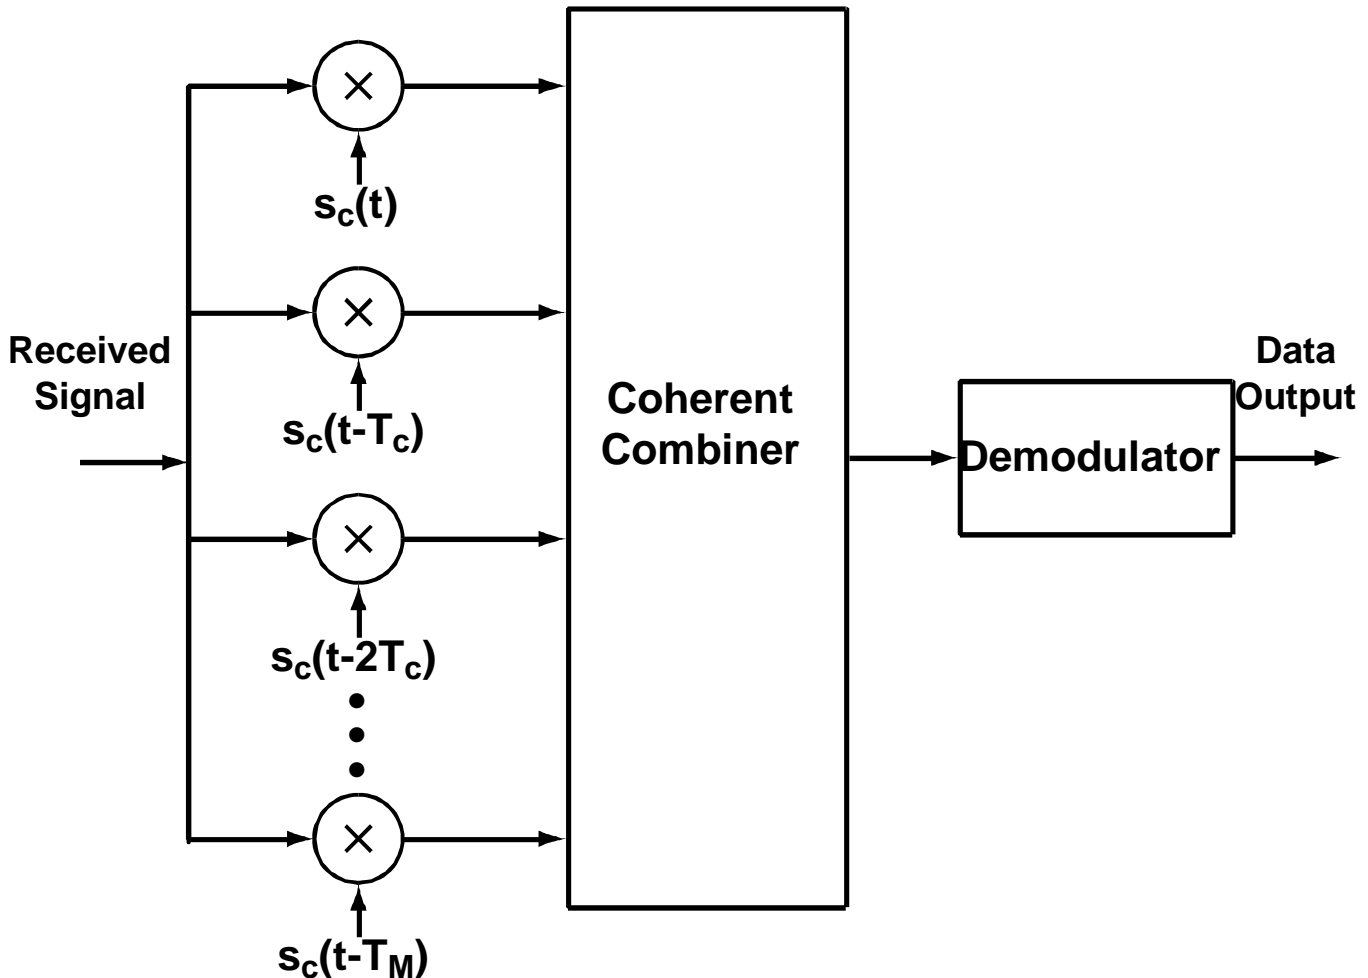 s_c(t)
Received
Signal
s_c(t-T_c)
Coherent
Combiner
Demodulator
Data
Output
s_c(t-2T_c)
s_c(t-T_M)